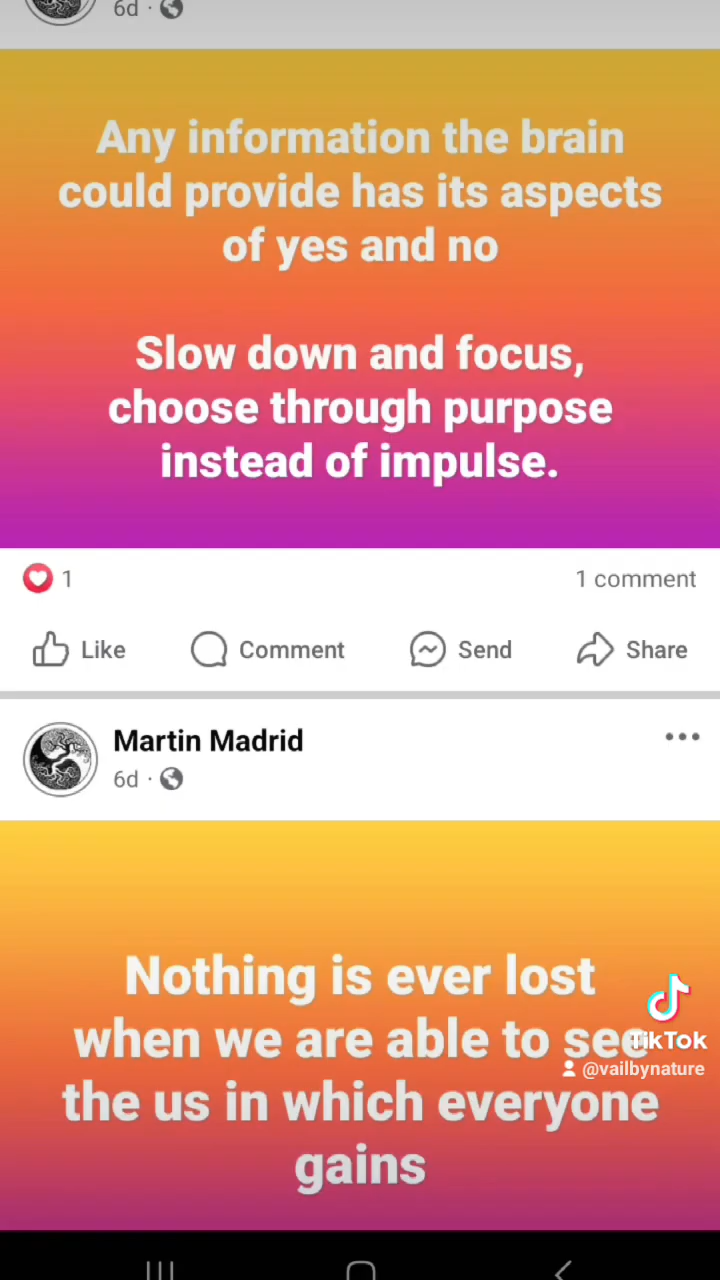 6d ·
Any information the brain
could provide has its aspects
of yes and no
Slow down and focus,
choose through purpose
instead of impulse.
1
1 comment
Like
Comment
Send
Share
Martin Madrid
6d ·
Nothing is ever lost
when we are able to see
the us in which everyone
gains
TikTok
@vailbynature